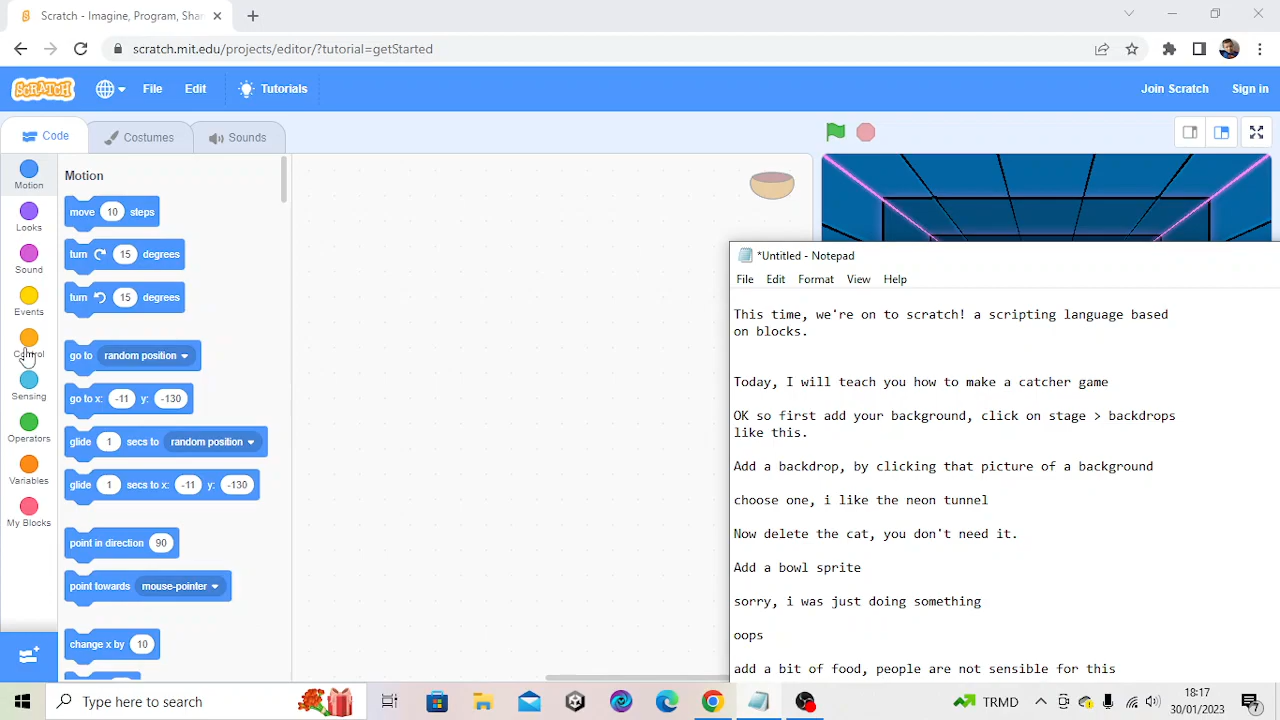 Scratch - Imagine, Program, Shar
scratch.mit.edu/projects/editor/?tutorial=getStarted
SCRATCH
File
Edit
Tutorials
Join Scratch
Sign in
Code
Costumes
Sounds
Motion
Looks
Sound
Events
Control
Sensing
Operators
Variables
My Blocks
Motion
move 10 steps
turn 15 degrees
turn 15 degrees
go to random position
go to x: -11 y: -130
glide 1 secs to random position
glide 1 secs to x: -11 y: -130
point in direction 90
point towards mouse-pointer
change x by 10
*Untitled - Notepad
File Edit Format View Help
This time, we're on to scratch! a scripting language based
on blocks.
Today, I will teach you how to make a catcher game
OK so first add your background, click on stage > backdrops
like this.
Add a backdrop, by clicking that picture of a background
choose one, i like the neon tunnel
Now delete the cat, you don't need it.
Add a bowl sprite
sorry, i was just doing something
oops
add a bit of food, people are not sensible for this
Type here to search
TRMD
18:17
30/01/2023
7